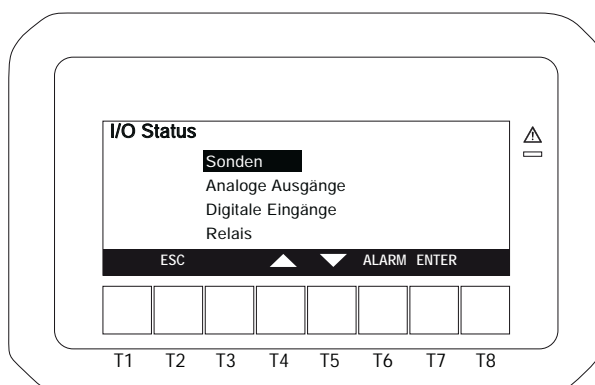 I/O Status
Sonden
Analoge Ausgänge
Digitale Eingänge
Relais
ESC ALARM ENTER
T1 T2 T3 T4 T5 T6 T7 T8